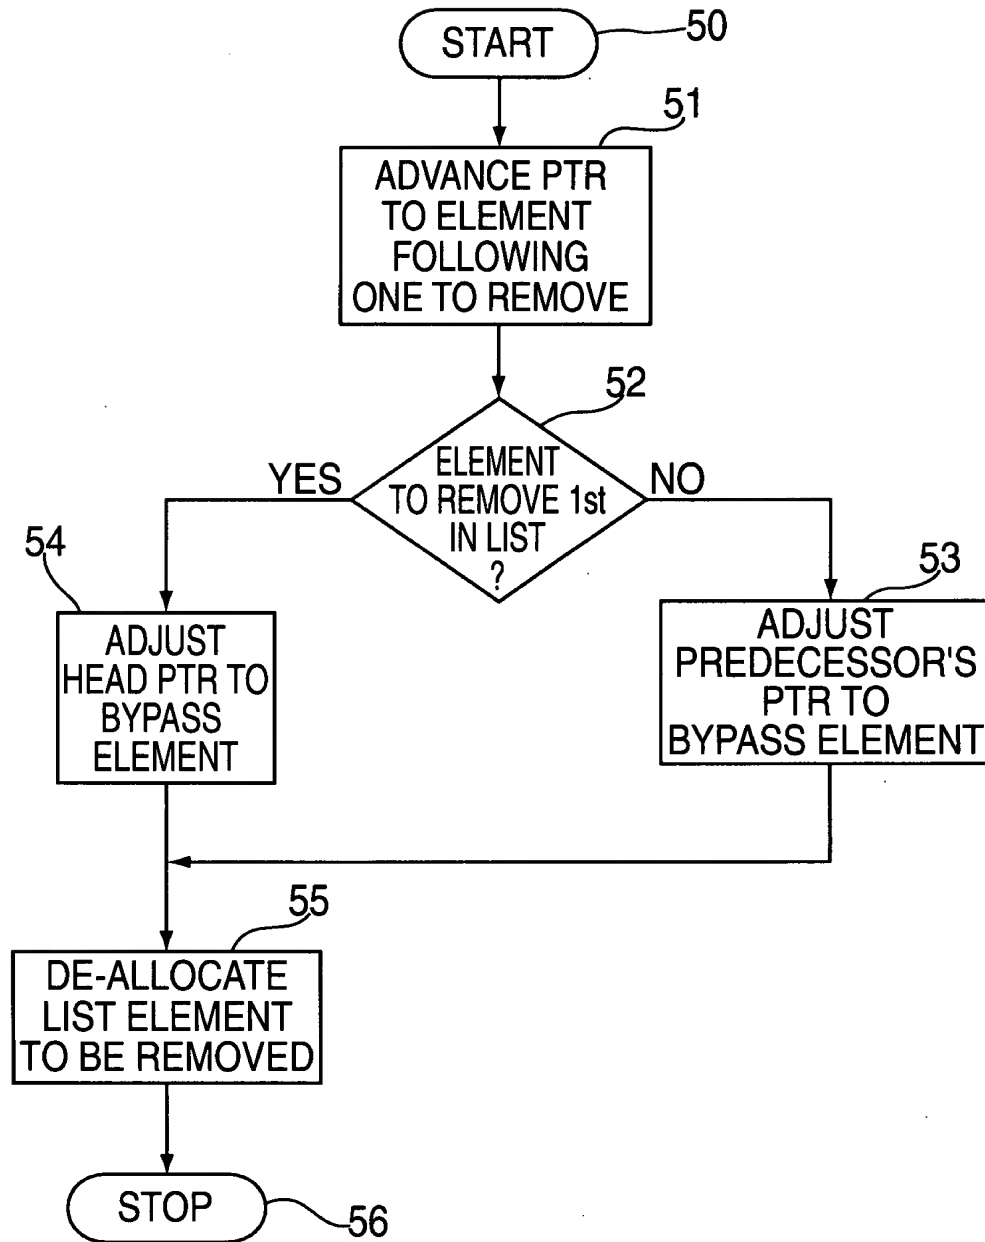 START
50
51
ADVANCE PTR
TO ELEMENT
FOLLOWING
ONE TO REMOVE
52
ELEMENT
TO REMOVE 1st
IN LIST
?
YES
NO
54
ADJUST
HEAD PTR TO
BYPASS
ELEMENT
53
ADJUST
PREDECESSOR'S
PTR TO
BYPASS ELEMENT
55
DE-ALLOCATE
LIST ELEMENT
TO BE REMOVED
STOP
56